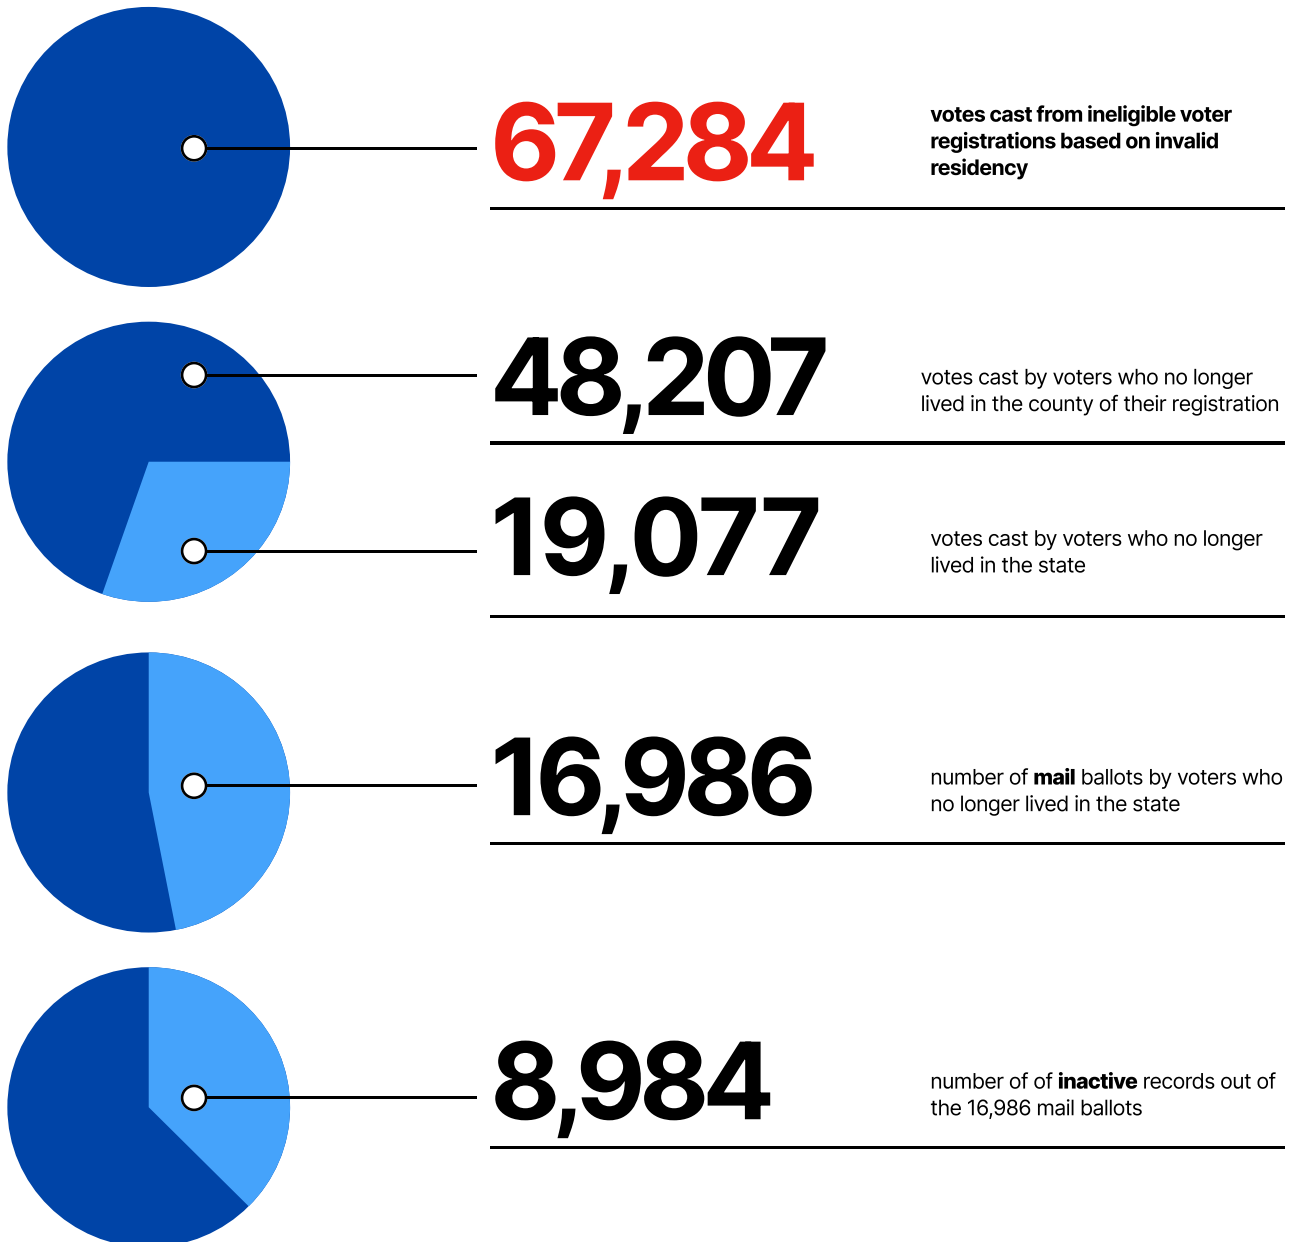 67,284
votes cast from ineligible voter
registrations based on invalid
residency
48,207
votes cast by voters who no longer
lived in the county of their registration
19,077
votes cast by voters who no longer
lived in the state
16,986
number of mail ballots by voters who
no longer lived in the state
8,984
number of of inactive records out of
the 16,986 mail ballots